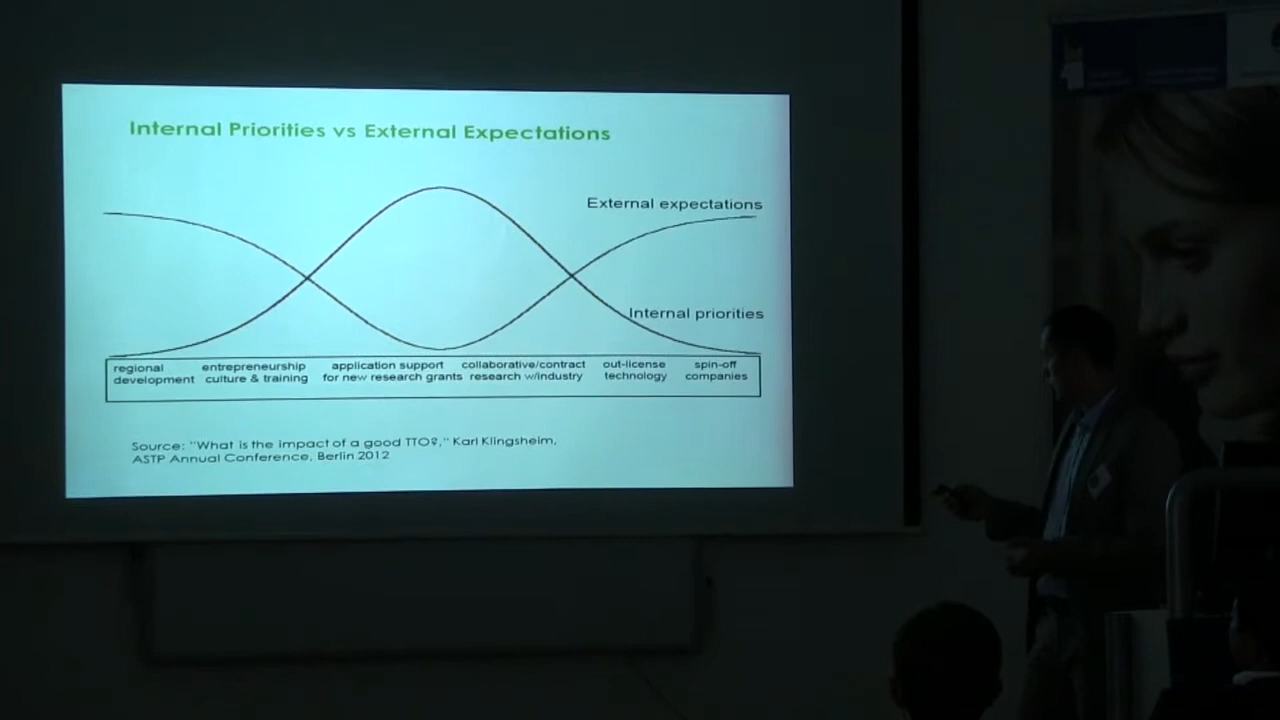 Internal Priorities vs External Expectations
External expectations
Internal priorities
regional development
entrepreneurship culture & training
application support for new research grants
collaborative/contract research w/industry
out-license technology
spin-off companies
Source: "What is the impact of a good TTO?," Karl Klingsheim,
ASTP Annual Conference, Berlin 2012